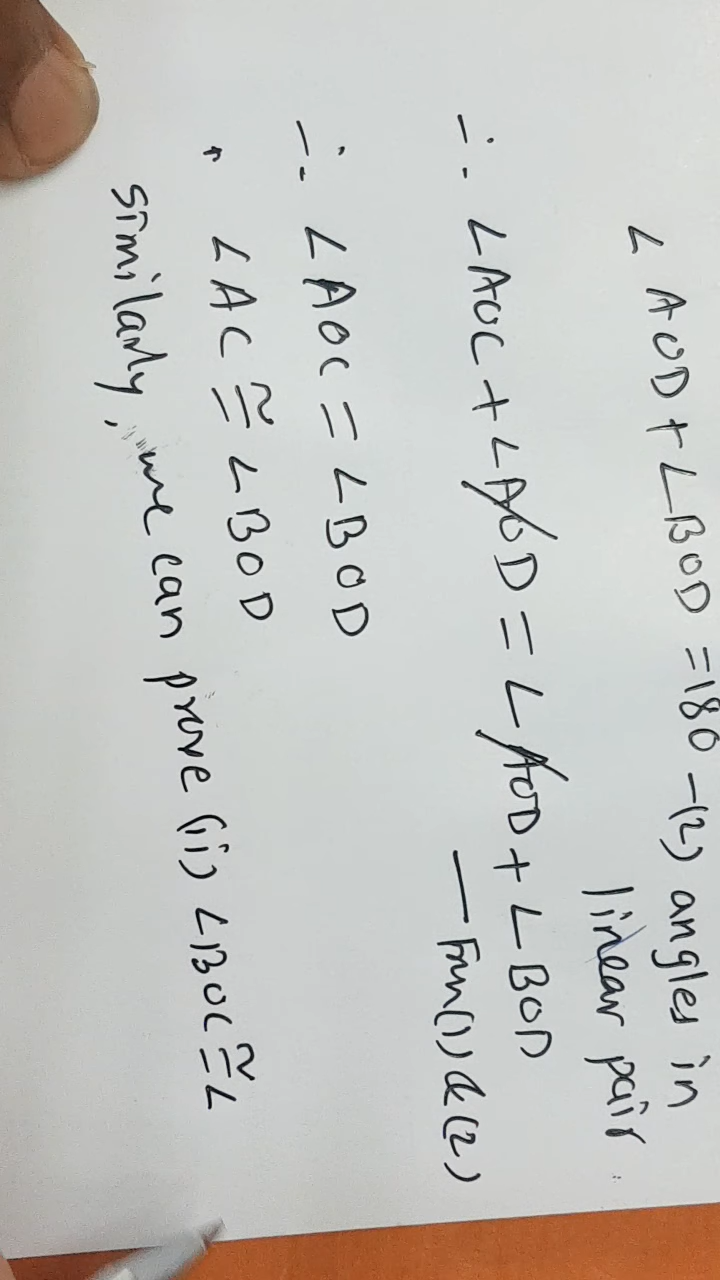 ∠AOD + ∠BOD = 180 —(2) angles in
linear pair.
∴ ∠AOC + ∠AOD = ∠AOD + ∠BOD
— From (1) & (2)
∴ ∠AOC = ∠BOD
∠AC ≅ ∠BOD
Similarly, we can prove (ii) ∠BOC ≅ ∠